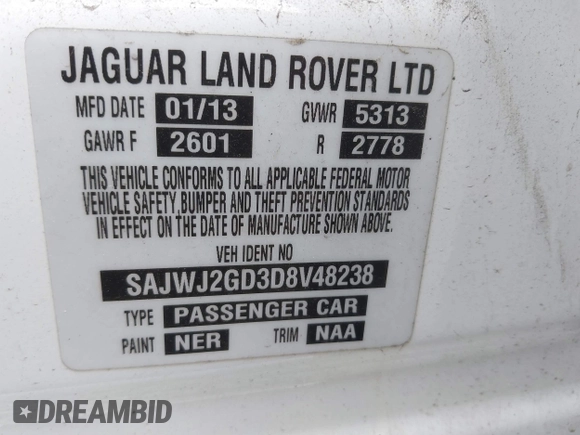 JAGUAR LAND ROVER LTD
MFD DATE 01/13 GVWR 5313
GAWR F 2601 R 2778
THIS VEHICLE CONFORMS TO ALL APPLICABLE FEDERAL MOTOR
VEHICLE SAFETY.BUMPER AND THEFT PREVENTION STANDARDS
IN EFFECT ON THE DATE OF MANUFACTURE SHOWN ABOVE.
VEH IDENT NO
SAJWJ2GD3D8V48238
TYPE PASSENGER CAR
PAINT NER TRIM NAA
DREAMBID